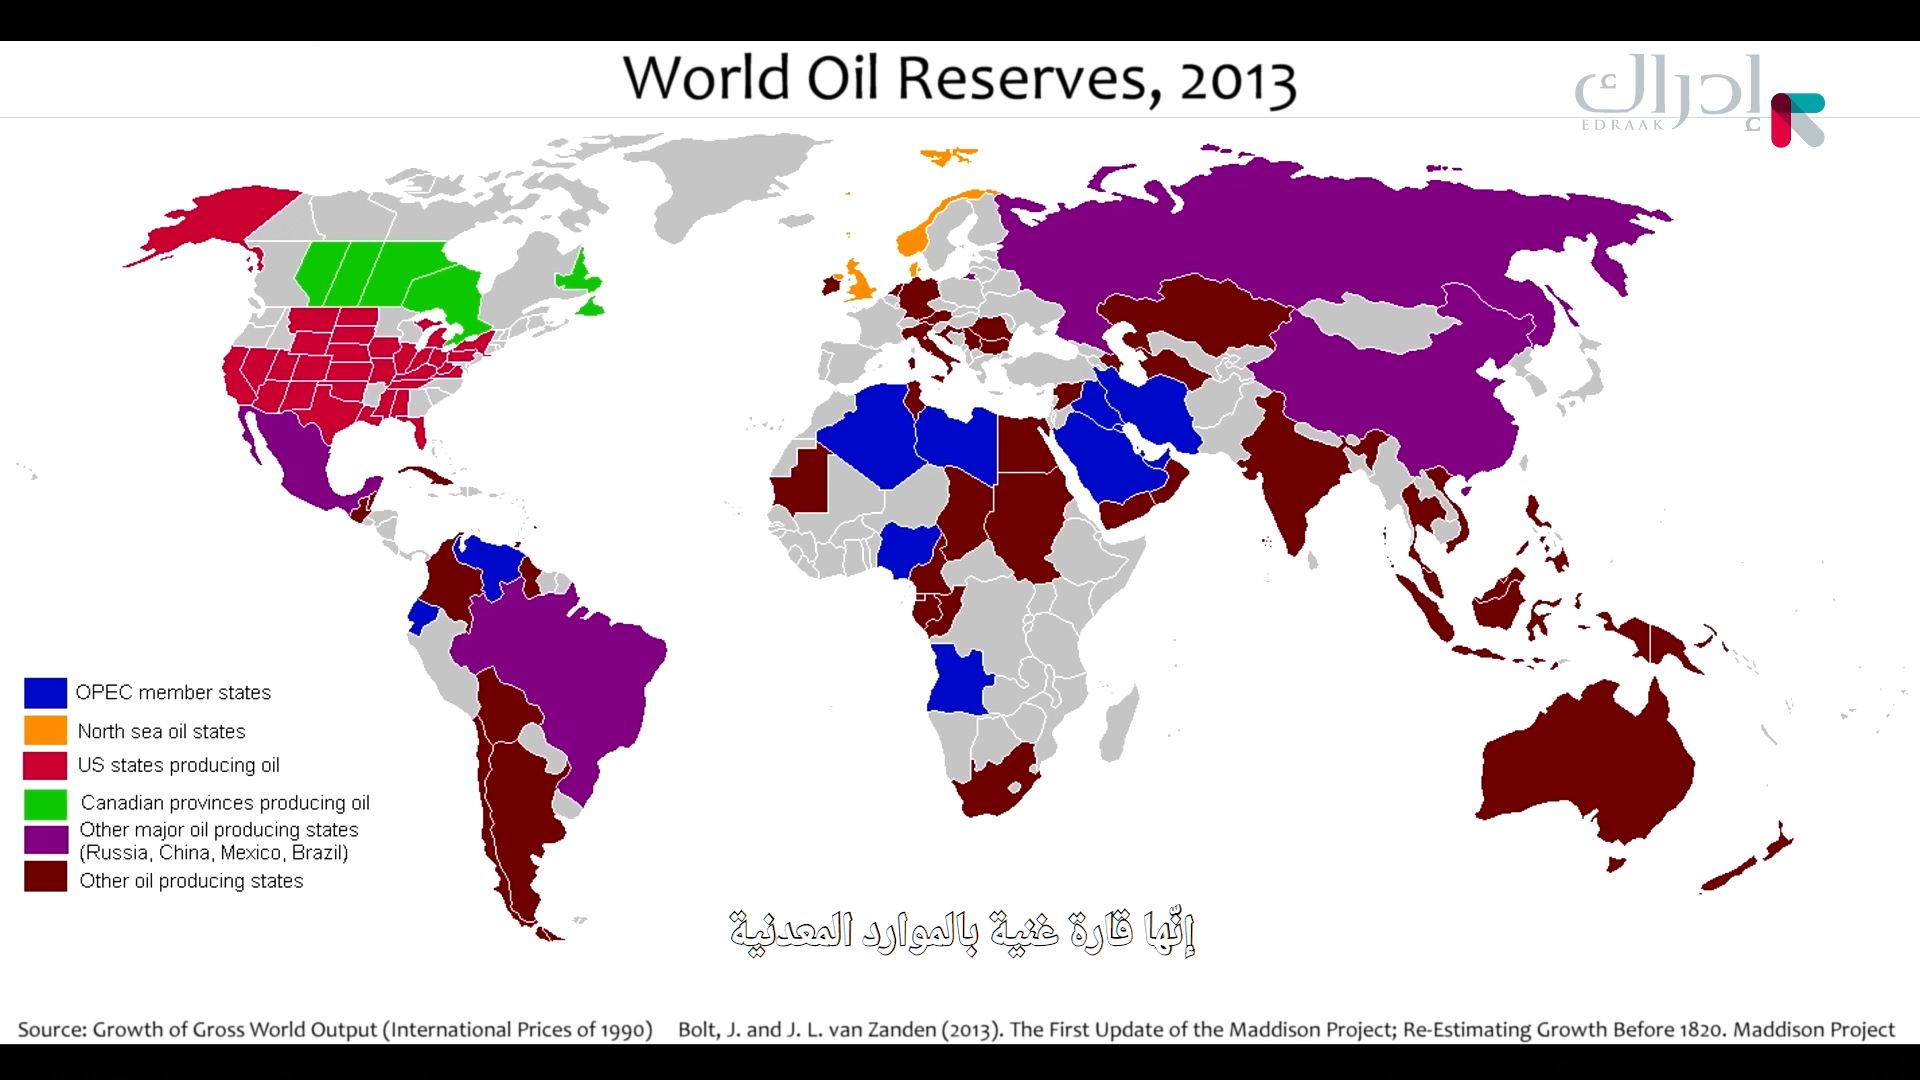 World Oil Reserves, 2013
إدراك
EDRAAK
OPEC member states
North sea oil states
US states producing oil
Canadian provinces producing oil
Other major oil producing states
(Russia, China, Mexico, Brazil)
Other oil producing states
إنّها قارة غنية بالموارد المعدنية
Source: Growth of Gross World Output (International Prices of 1990) Bolt, J. and J. L. van Zanden (2013). The First Update of the Maddison Project; Re-Estimating Growth Before 1820. Maddison Project